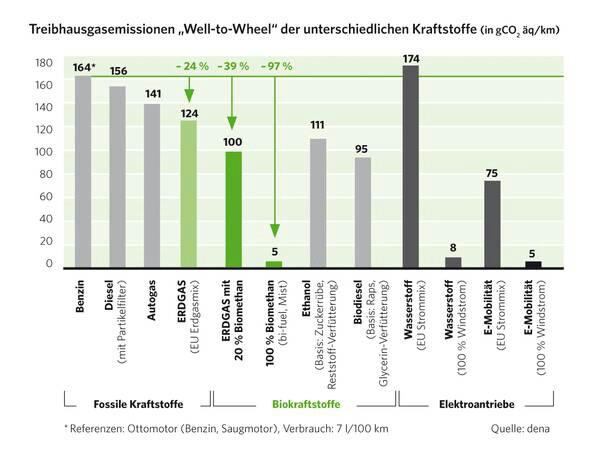 Treibhausgasemissionen „Well-to-Wheel“ der unterschiedlichen Kraftstoffe (in gCO₂ äq/km)
180
160
140
120
100
80
60
40
20
0
164*
156
141
– 24 %
124
– 39 %
100
– 97 %
5
111
95
174
8
75
5
Benzin
Diesel
(mit Partikelfilter)
Autogas
ERDGAS
(EU Erdgasmix)
ERDGAS mit
20 % Biomethan
100 % Biomethan
(bi-fuel, Mist)
Ethanol
(Basis: Zuckerrübe,
Reststoff-Verfütterung)
Biodiesel
(Basis: Raps,
Glycerin-Verfütterung)
Wasserstoff
(EU Strommix)
Wasserstoff
(100 % Windstrom)
E-Mobilität
(EU Strommix)
E-Mobilität
(100 % Windstrom)
Fossile Kraftstoffe
Biokraftstoffe
Elektroantriebe
* Referenzen: Ottomotor (Benzin, Saugmotor), Verbrauch: 7 l/100 km
Quelle: dena